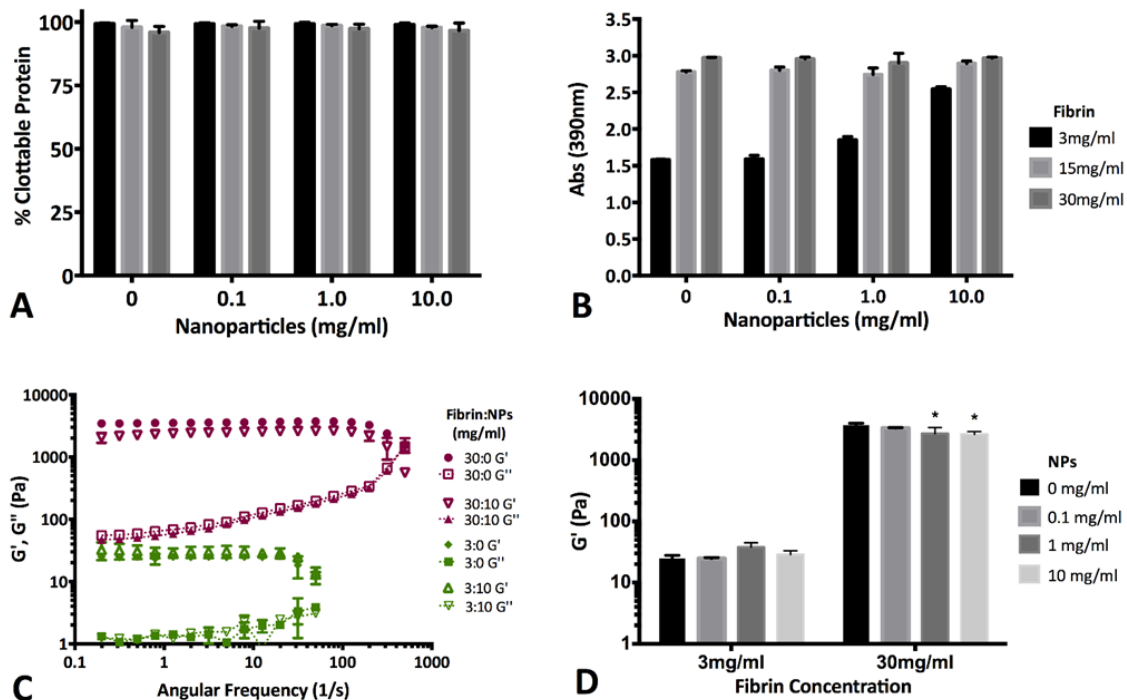 100
75
50
25
0
% Clottable Protein
0 0.1 1.0 10.0
Nanoparticles (mg/ml)
A
3.5
3.0
2.5
2.0
1.5
1.0
0.5
0.0
Abs (390nm)
0 0.1 1.0 10.0
Nanoparticles (mg/ml)
B
Fibrin
3mg/ml
15mg/ml
30mg/ml
10000
1000
100
10
1
G', G'' (Pa)
0.1 1 10 100 1000
Angular Frequency (1/s)
C
Fibrin:NPs
(mg/ml)
30:0 G'
30:0 G''
30:10 G'
30:10 G''
3:0 G'
3:0 G''
3:10 G'
3:10 G''
10000
1000
100
10
1
G' (Pa)
* *
3mg/ml 30mg/ml
Fibrin Concentration
D
NPs
0 mg/ml
0.1 mg/ml
1 mg/ml
10 mg/ml